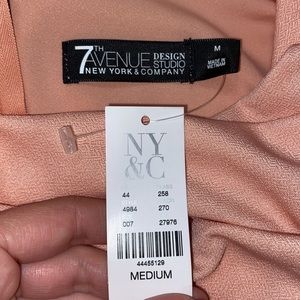 7TH AVENUE DESIGN STUDIO
NEW YORK & COMPANY
M
MADE IN
VIETNAM
NY
&C
44 258
4984 270
007 27976
44455129
MEDIUM